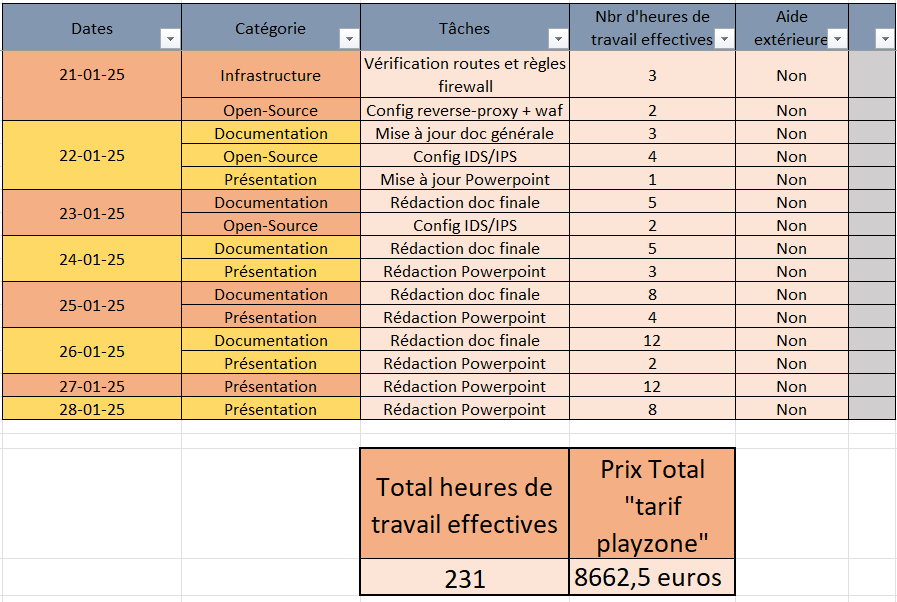 Dates Catégorie Tâches Nbr d'heures de travail effectives Aide extérieure
21-01-25 Infrastructure Vérification routes et règles firewall 3 Non
Open-Source Config reverse-proxy + waf 2 Non
22-01-25 Documentation Mise à jour doc générale 3 Non
Open-Source Config IDS/IPS 4 Non
Présentation Mise à jour Powerpoint 1 Non
23-01-25 Documentation Rédaction doc finale 5 Non
Open-Source Config IDS/IPS 2 Non
24-01-25 Documentation Rédaction doc finale 5 Non
Présentation Rédaction Powerpoint 3 Non
25-01-25 Documentation Rédaction doc finale 8 Non
Présentation Rédaction Powerpoint 4 Non
26-01-25 Documentation Rédaction doc finale 12 Non
Présentation Rédaction Powerpoint 2 Non
27-01-25 Présentation Rédaction Powerpoint 12 Non
28-01-25 Présentation Rédaction Powerpoint 8 Non
Total heures de travail effectives
Prix Total "tarif playzone"
231 8662,5 euros